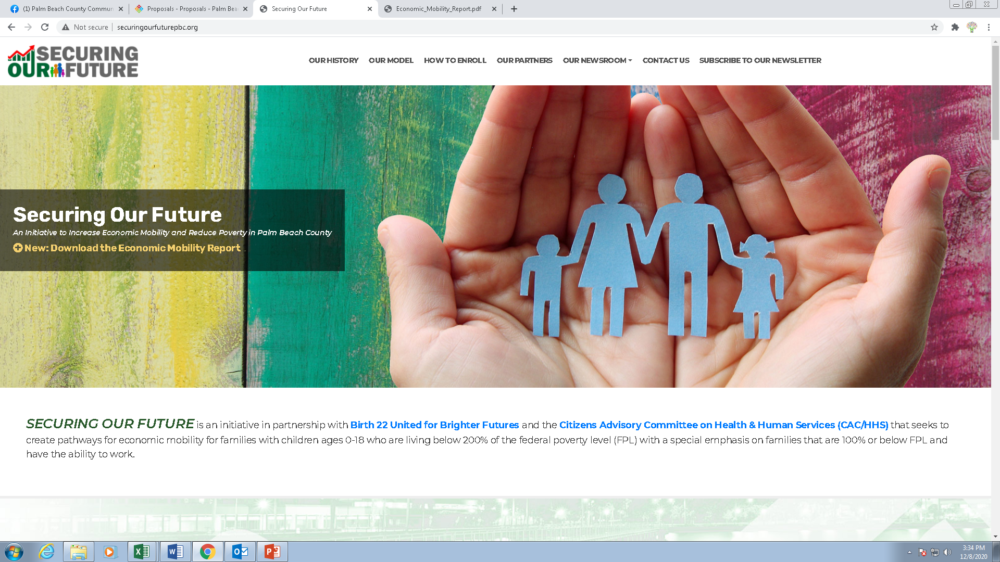 (1) Palm Beach County Commun
Proposals - Proposals - Palm Bea
Securing Our Future
Economic_Mobility_Report.pdf
Not secure
securingourfuturepbc.org
SECURING
OUR FUTURE
OUR HISTORY
OUR MODEL
HOW TO ENROLL
OUR PARTNERS
OUR NEWSROOM
CONTACT US
SUBSCRIBE TO OUR NEWSLETTER
Securing Our Future
An Initiative to Increase Economic Mobility and Reduce Poverty in Palm Beach County
New: Download the Economic Mobility Report
SECURING OUR FUTURE is an initiative in partnership with Birth 22 United for Brighter Futures and the Citizens Advisory Committee on Health & Human Services (CAC/HHS) that seeks to
create pathways for economic mobility for families with children ages 0-18 who are living below 200% of the federal poverty level (FPL) with a special emphasis on families that are 100% or below FPL and
have the ability to work.
3:34 PM
12/8/2020